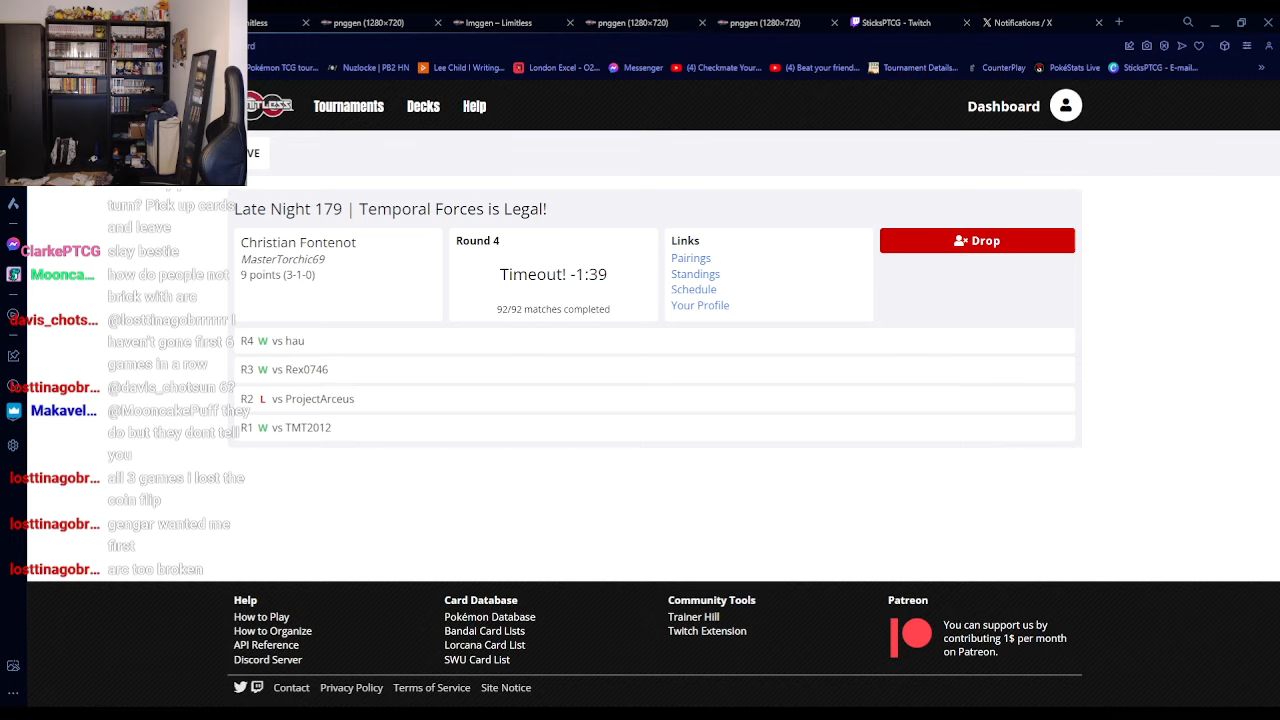 mitless
pnggen (1280×720)
Imggen – Limitless
pnggen (1280×720)
pnggen (1280×720)
SticksPTCG - Twitch
Notifications / X
Pokémon TCG tour...
Nuzlocke | PB2 HN
Lee Child | Writing...
London Excel - O2...
Messenger
(4) Checkmate Your...
(4) Beat your friend...
Tournament Details...
CounterPlay
PokéStats Live
SticksPTCG - E-mail...
Tournaments
Decks
Help
Dashboard
VE
Late Night 179 | Temporal Forces is Legal!
Christian Fontenot
MasterTorchic69
9 points (3-1-0)
Round 4
Timeout! -1:39
92/92 matches completed
Links
Pairings
Standings
Schedule
Your Profile
Drop
R4 W vs hau
R3 W vs Rex0746
R2 L vs ProjectArceus
R1 W vs TMT2012
turn? Pick up cards
and leave
ClarkePTCG slay bestie
Moonca... how do people not
brick with arc
davis_chots... @losttinagobrrrrrr I
haven't gone first 6
games in a row
losttinagobr... @davis_chotsun 6?
Makavel... @MooncakePuff they
do but they dont tell
you
losttinagobr... all 3 games i lost the
coin flip
losttinagobr... gengar wanted me
first
losttinagobr... arc too broken
Help
How to Play
How to Organize
API Reference
Discord Server
Card Database
Pokémon Database
Bandai Card Lists
Lorcana Card List
SWU Card List
Community Tools
Trainer Hill
Twitch Extension
Patreon
You can support us by
contributing 1$ per month
on Patreon.
Contact
Privacy Policy
Terms of Service
Site Notice